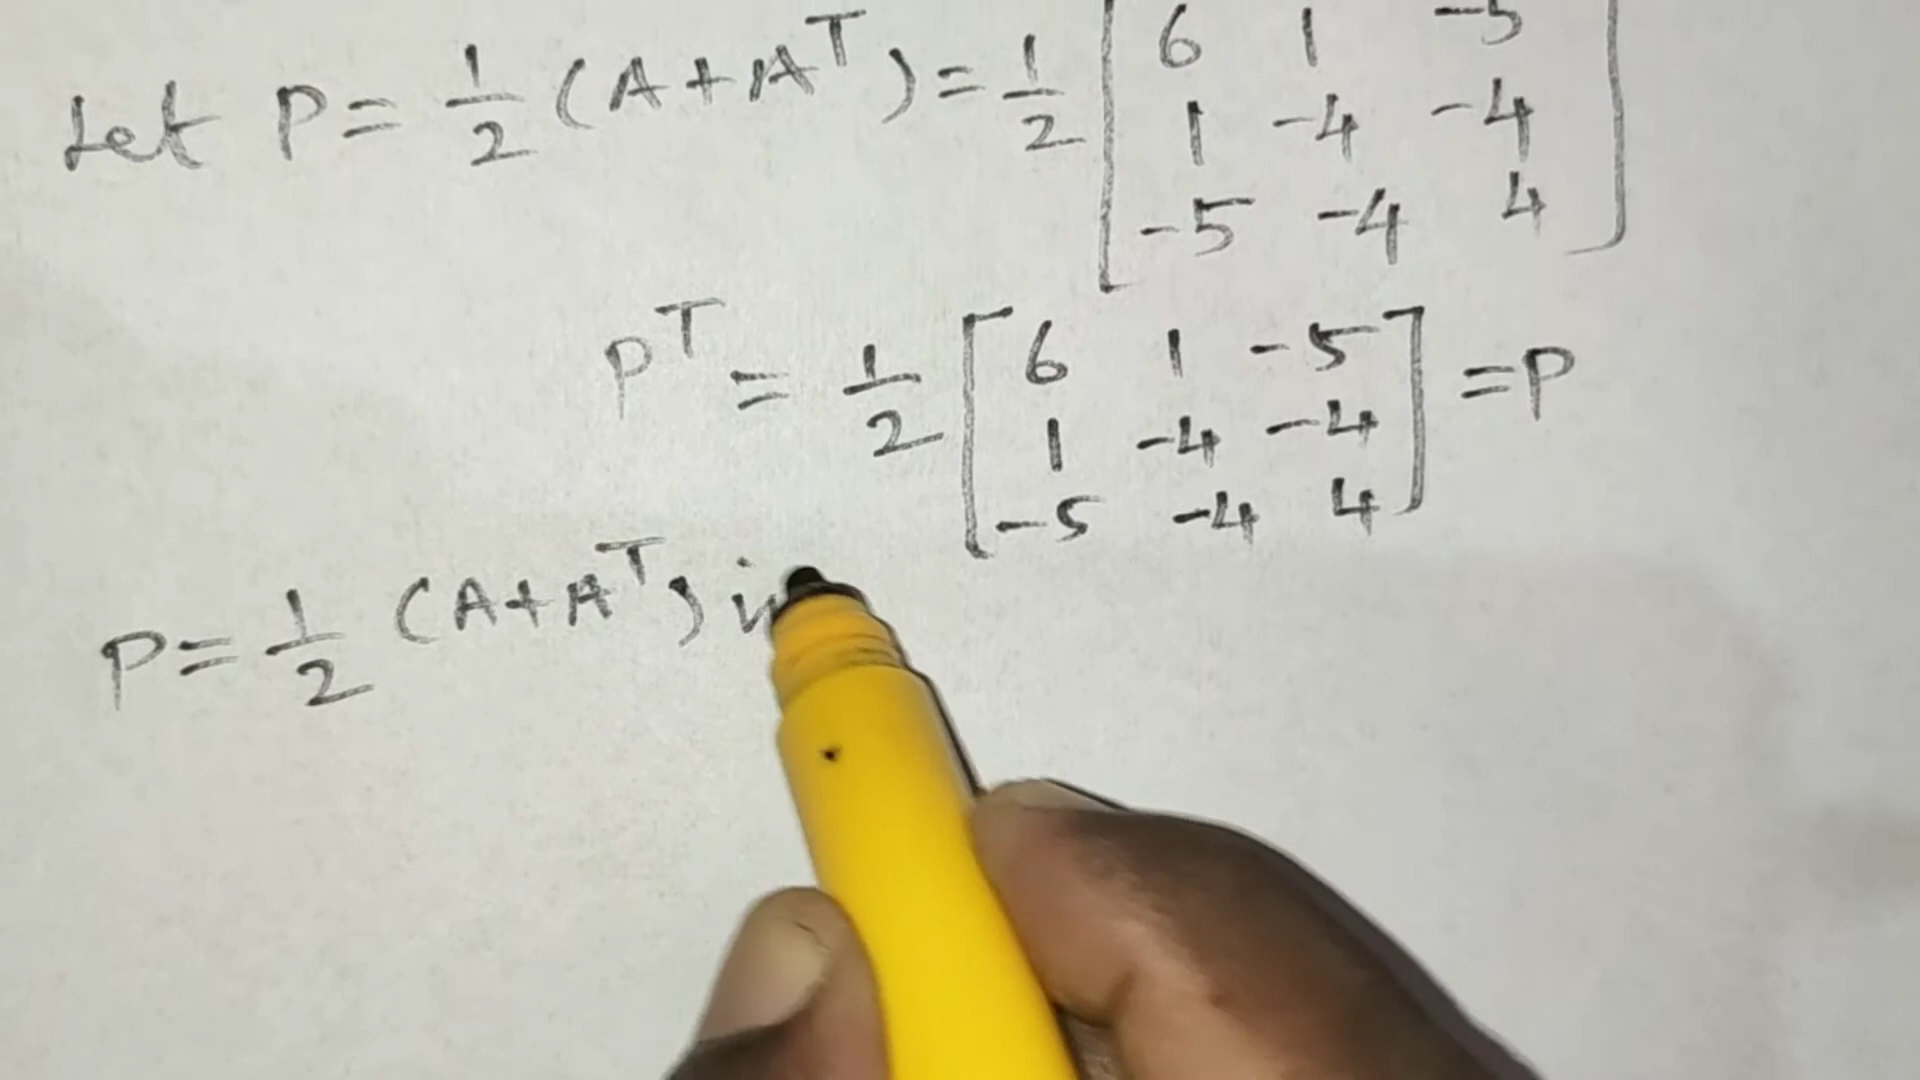 Let P = 1/2 (A + A^T) = 1/2 [6 1 -5
1 -4 -4
-5 -4 4]
P^T = 1/2 [6 1 -5
1 -4 -4
-5 -4 4] = P
P = 1/2 (A + A^T) i